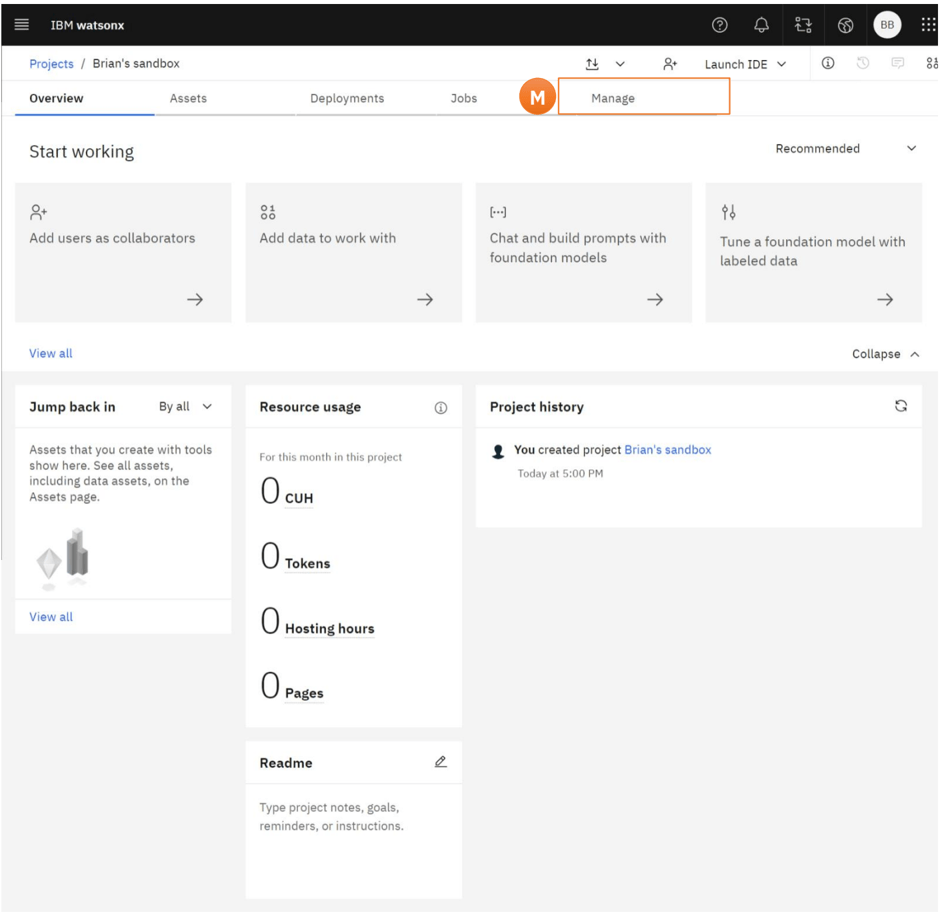 IBM watsonx
BB
Projects / Brian's sandbox
Launch IDE
Overview
Assets
Deployments
Jobs
M
Manage
Start working
Recommended
Add users as collaborators
Add data to work with
[...]
Chat and build prompts with
foundation models
Tune a foundation model with
labeled data
View all
Collapse
Jump back in
By all
Assets that you create with tools
show here. See all assets,
including data assets, on the
Assets page.
View all
Resource usage
For this month in this project
0 CUH
0 Tokens
0 Hosting hours
0 Pages
Readme
Type project notes, goals,
reminders, or instructions.
Project history
You created project Brian's sandbox
Today at 5:00 PM